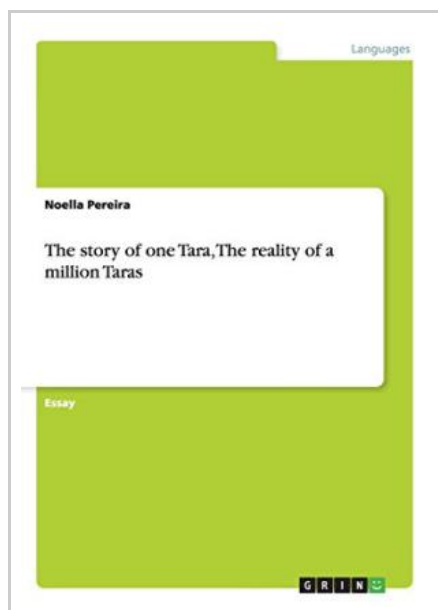 Languages
Noella Pereira
The story of one Tara, The reality of a
million Taras
Essay
GRIN